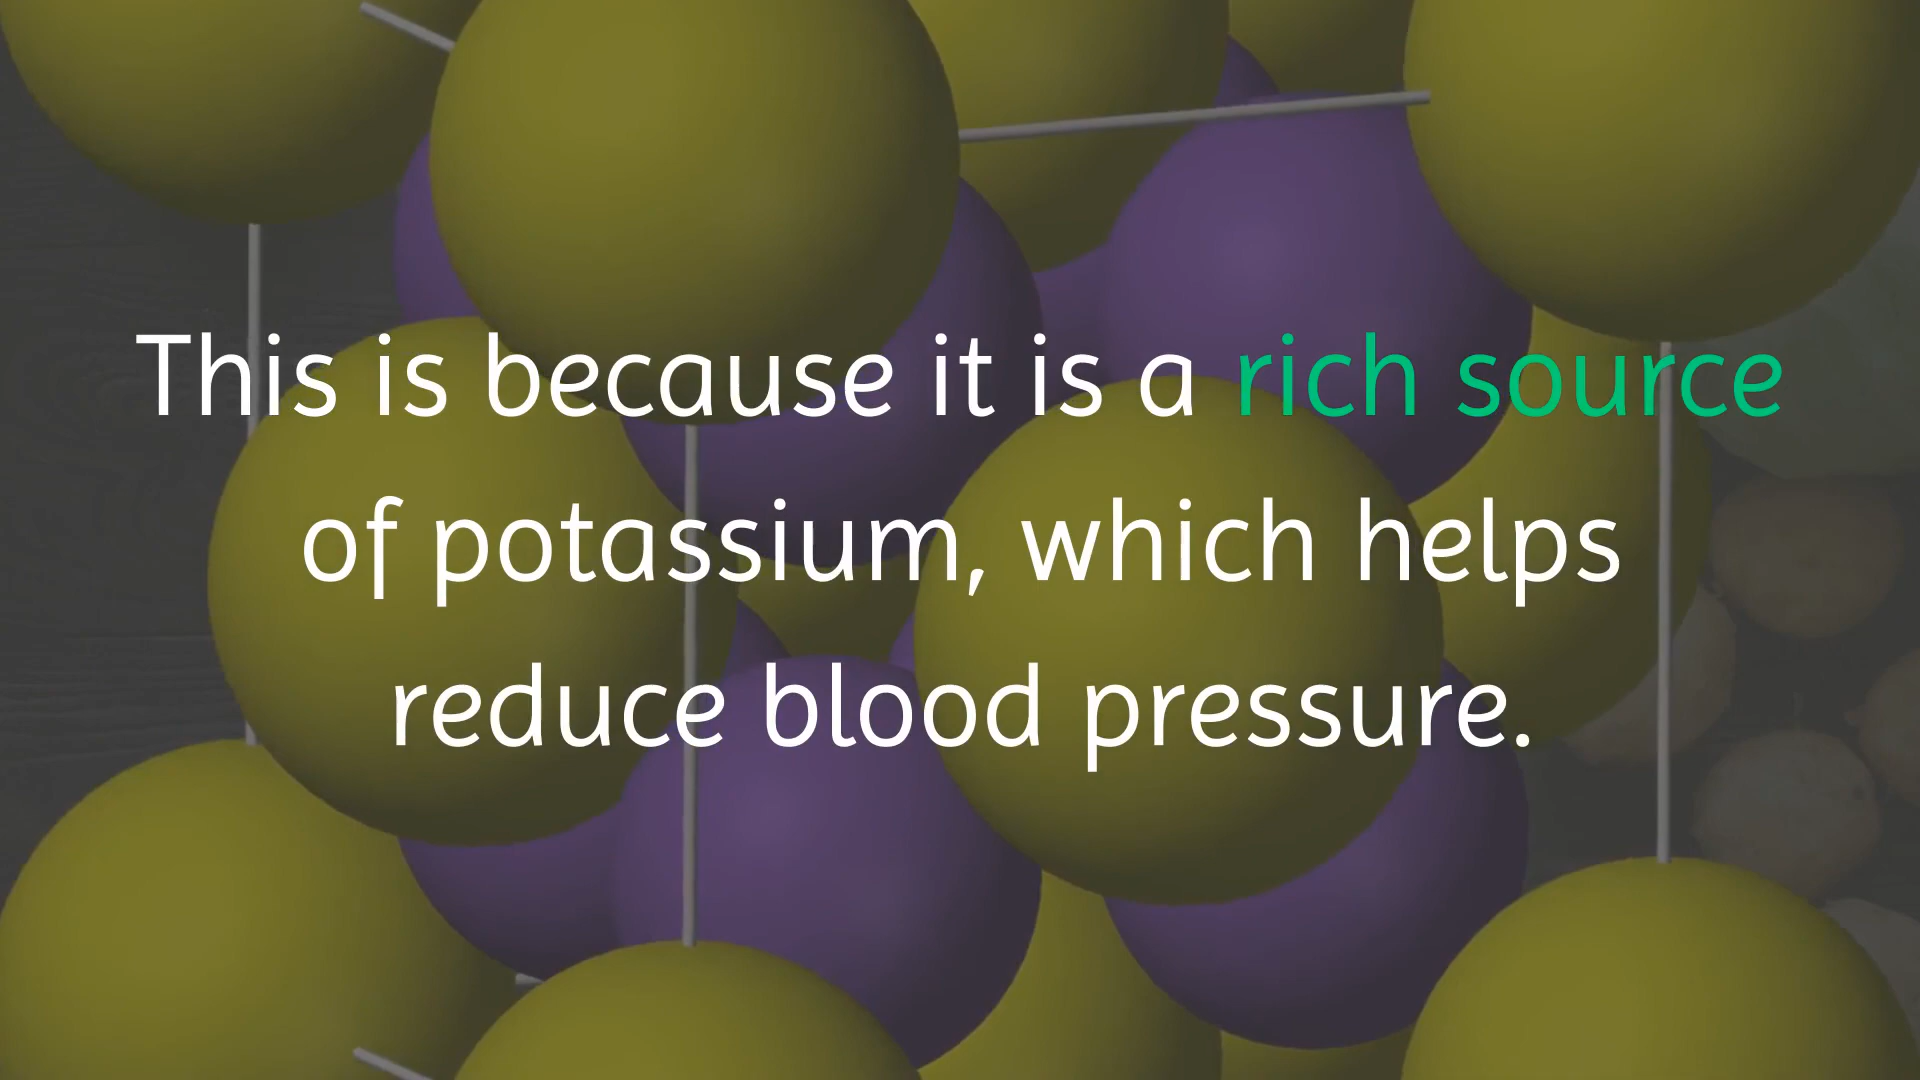 This is because it is a rich source
of potassium, which helps
reduce blood pressure.